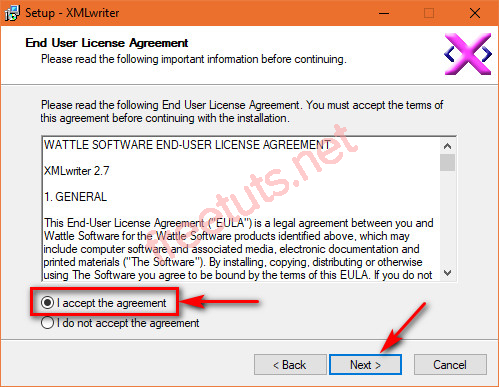 Setup - XMLwriter
End User License Agreement
Please read the following important information before continuing.
Please read the following End User License Agreement. You must accept the terms of
this agreement before continuing with the installation.
WATTLE SOFTWARE END-USER LICENSE AGREEMENT
XMLwriter 2.7
1. GENERAL
This End-User License Agreement ("EULA") is a legal agreement between you and
Wattle Software for the Wattle Software products identified above, which may
include computer software and associated media, electronic documentation and
printed materials ("The Software"). By installing, copying, distributing or otherwise
using The Software you agree to be bound by the terms of this EULA. If you do not
freetuts.net
I accept the agreement
I do not accept the agreement
< Back
Next >
Cancel